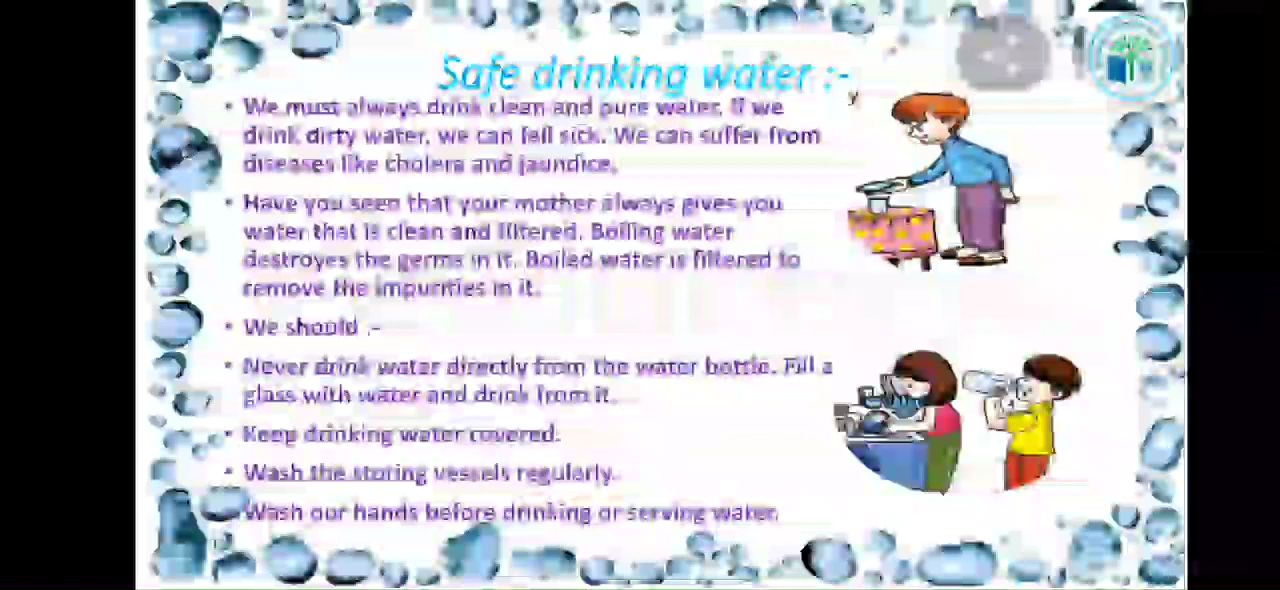 Safe drinking water :-
We must always drink clean and pure water. If we
drink dirty water, we can fell sick. We can suffer from
diseases like cholera and jaundice.
Have you seen that your mother always gives you
water that is clean and filtered. Boiling water
destroyes the germs in it. Boiled water is filtered to
remove the impurities in it.
We should :-
Never drink water directly from the water bottle. Fill a
glass with water and drink from it.
Keep drinking water covered.
Wash the storing vessels regularly.
Wash our hands before drinking or serving water.